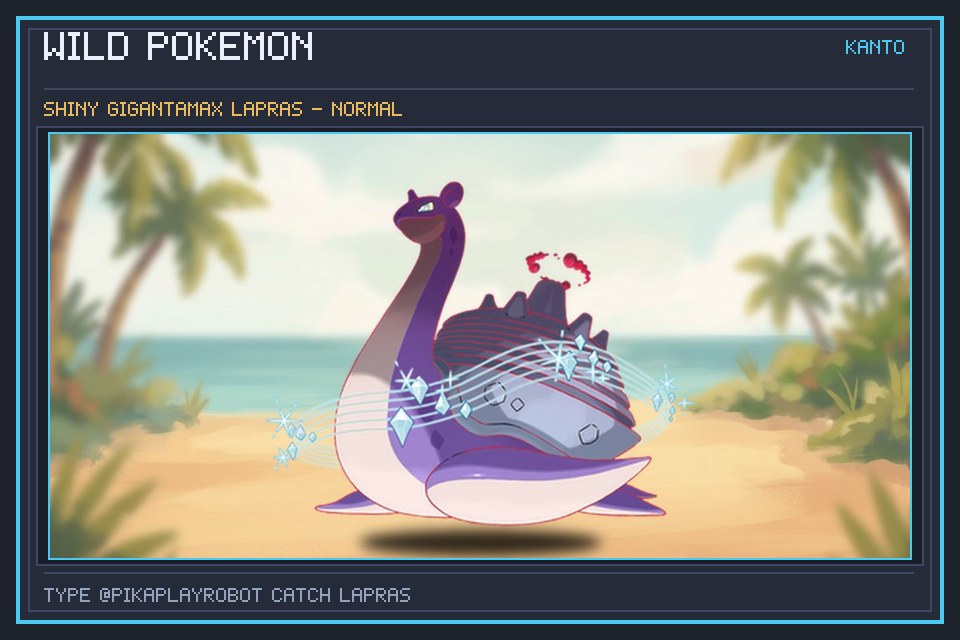 WILD POKEMON
KANTO
SHINY GIGANTAMAX LAPRAS - NORMAL
TYPE @PIKAPLAYROBOT CATCH LAPRAS